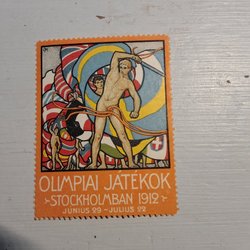 OLIMPIAI JÁTÉKOK
STOCKHOLMBAN 1912
JUNIUS 29 - JULIUS 22